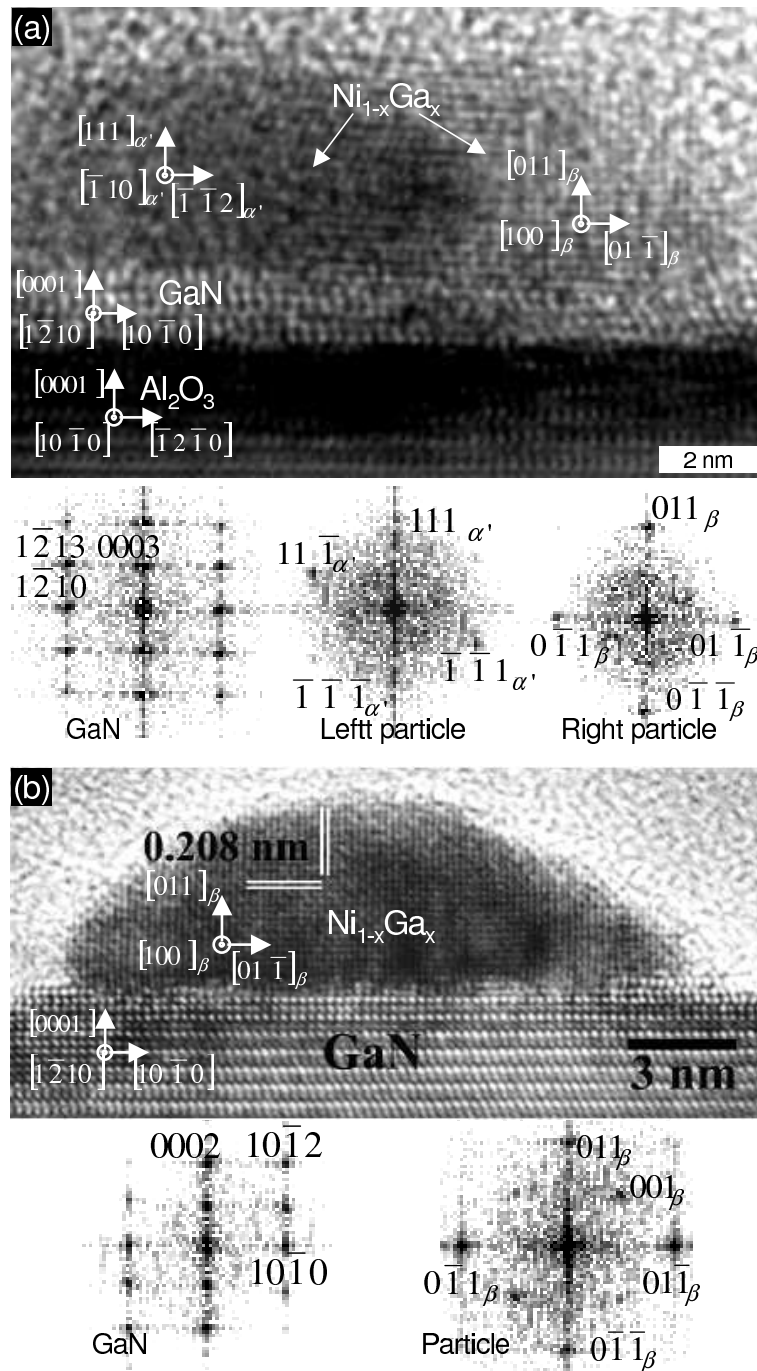 (a)
Ni₁₋ₓGaₓ
[111]α'
[1̅10]α' [1̅1̅2]α'
[011]β
[100]β [011̅]β
[0001]
GaN
[12̅10] [101̅0]
[0001] Al₂O₃
[101̅0] [1̅21̅0]
2 nm
12̅13 0003
12̅10
GaN
111 α'
111̅α'
1̅1̅1α'
1̅1̅1̅α'
Leftt particle
011β
01̅1β 011̅β
01̅1̅β
Right particle
(b)
0.208 nm
[011]β
Ni₁₋ₓGaₓ
[100]β [011̅]β
[0001]
GaN
[12̅10] [101̅0]
3 nm
0002 101̅2
101̅0
GaN
011β
001β
01̅1β 011̅β
01̅1̅β
Particle